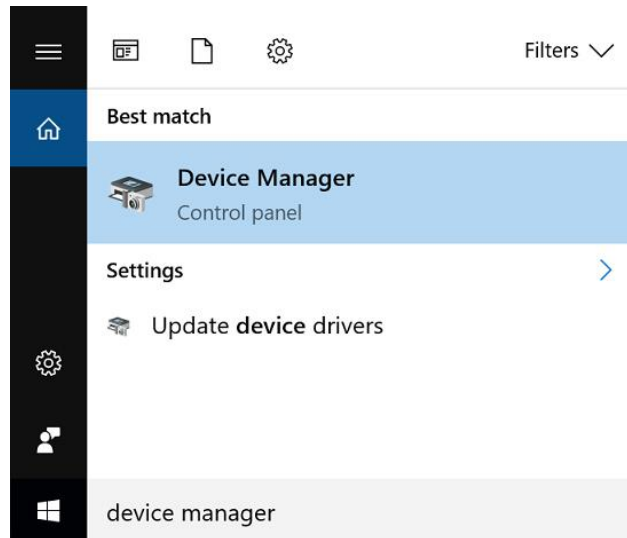 Filters
Best match
Device Manager
Control panel
Settings
Update device drivers
device manager